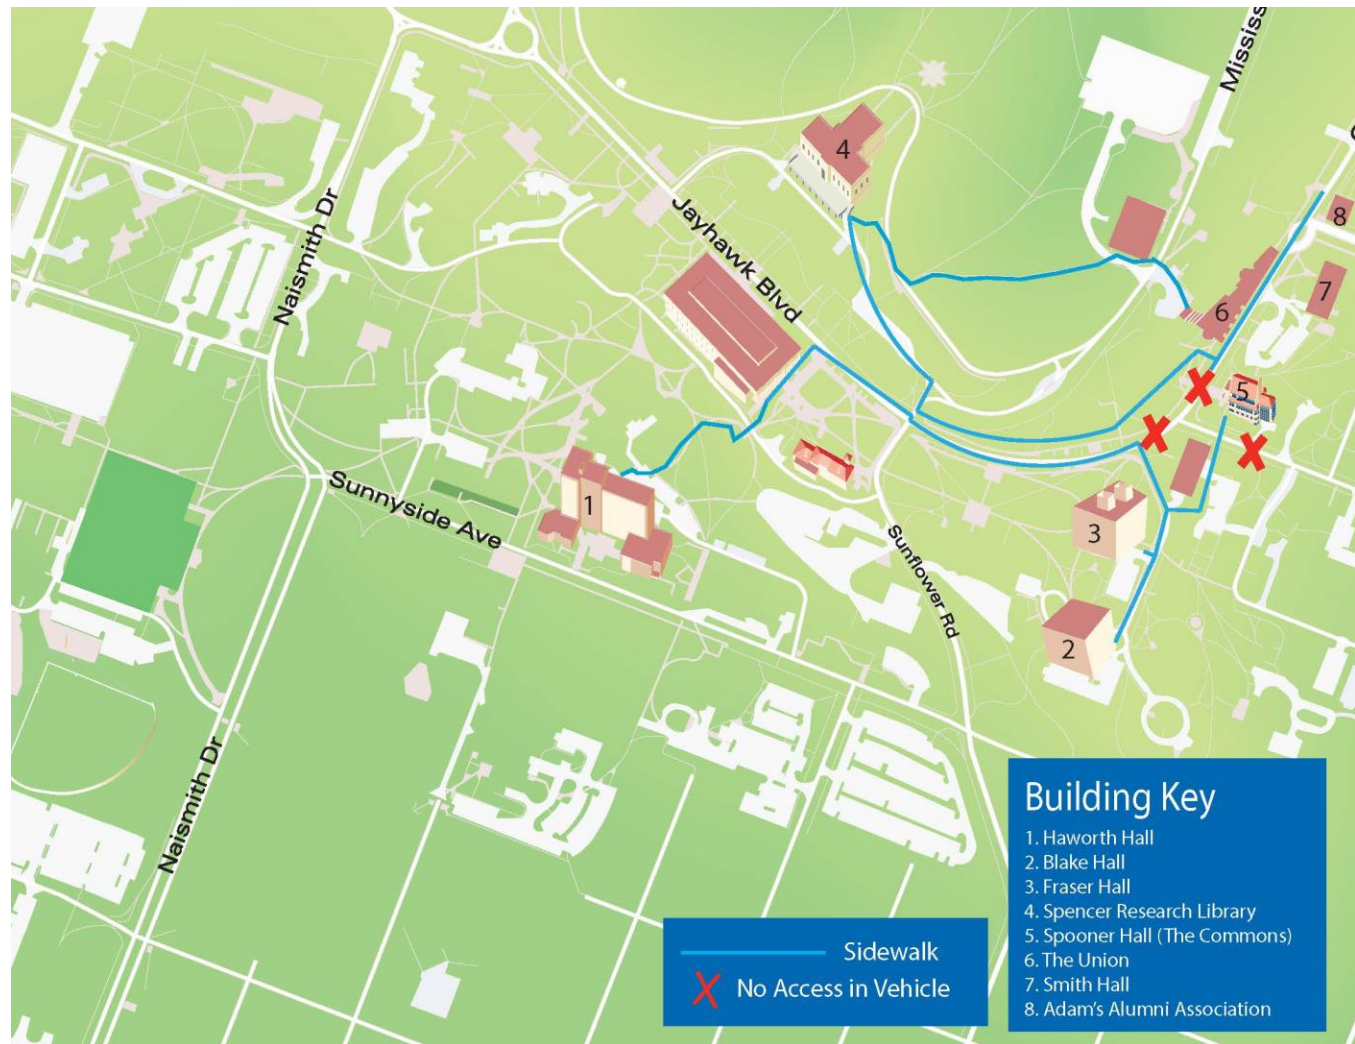 Mississ
Naismith Dr
Jayhawk Blvd
4
8
7
6
5
Sunnyside Ave
1
3
Sunflower Rd
2
Naismith Dr
Building Key
1. Haworth Hall
2. Blake Hall
3. Fraser Hall
4. Spencer Research Library
5. Spooner Hall (The Commons)
6. The Union
7. Smith Hall
8. Adam's Alumni Association
Sidewalk
No Access in Vehicle